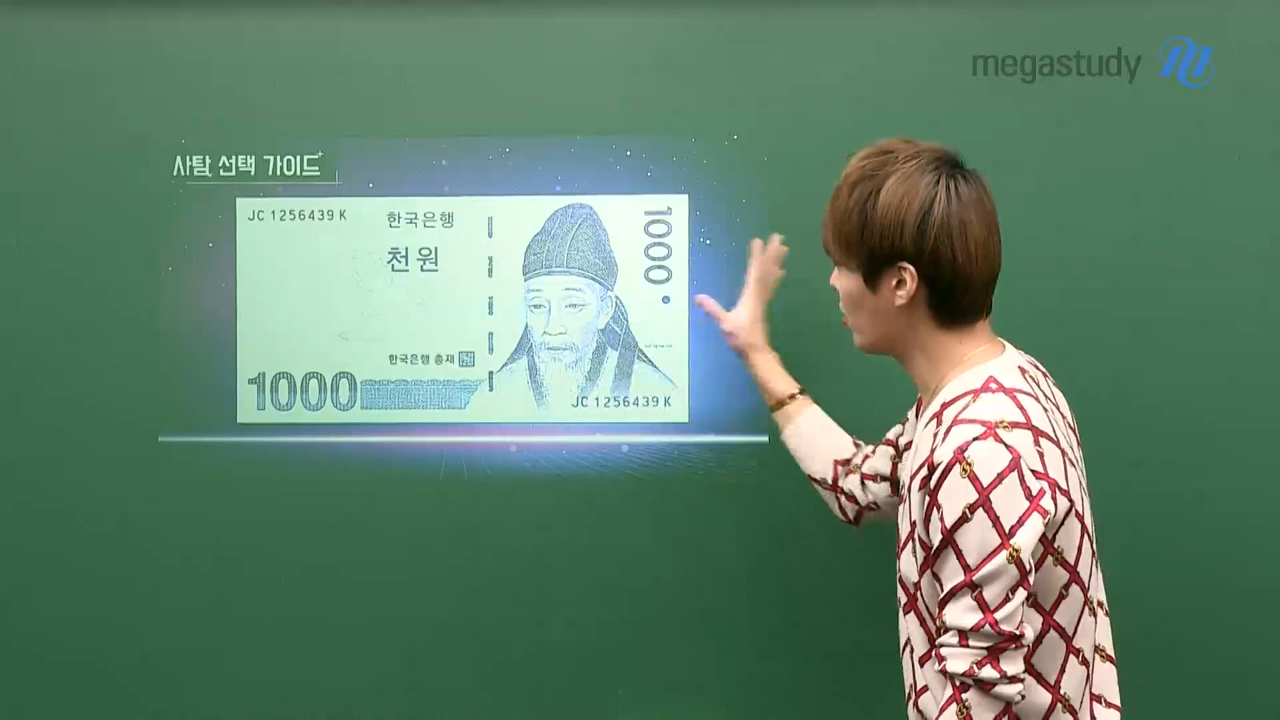 megastudy
사탐 선택 가이드
JC 1256439 K
한국은행
천원
1000
한국은행 총재
1000
JC 1256439 K